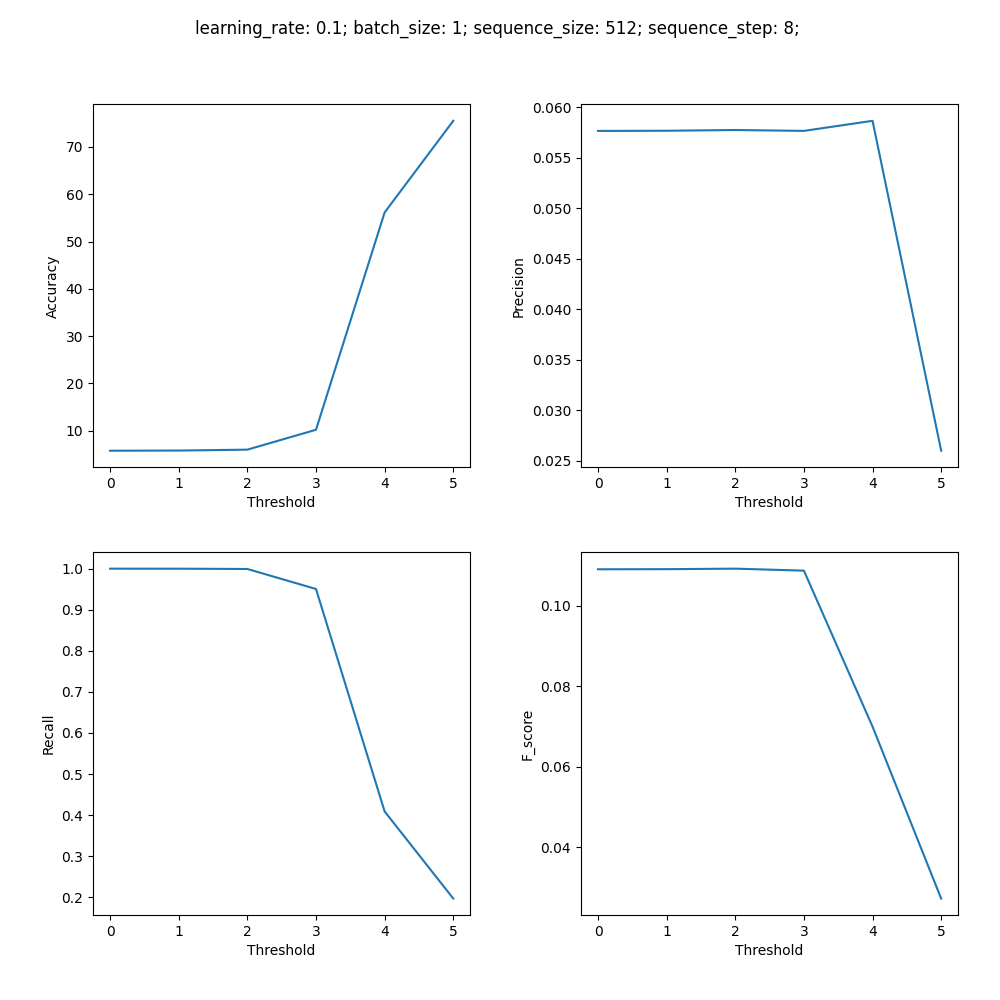 learning_rate: 0.1; batch_size: 1; sequence_size: 512; sequence_step: 8;
70
60
50
40
30
20
10
Accuracy
0 1 2 3 4 5
Threshold
0.060
0.055
0.050
0.045
0.040
0.035
0.030
0.025
Precision
0 1 2 3 4 5
Threshold
1.0
0.9
0.8
0.7
0.6
0.5
0.4
0.3
0.2
Recall
0 1 2 3 4 5
Threshold
0.10
0.08
0.06
0.04
F_score
0 1 2 3 4 5
Threshold